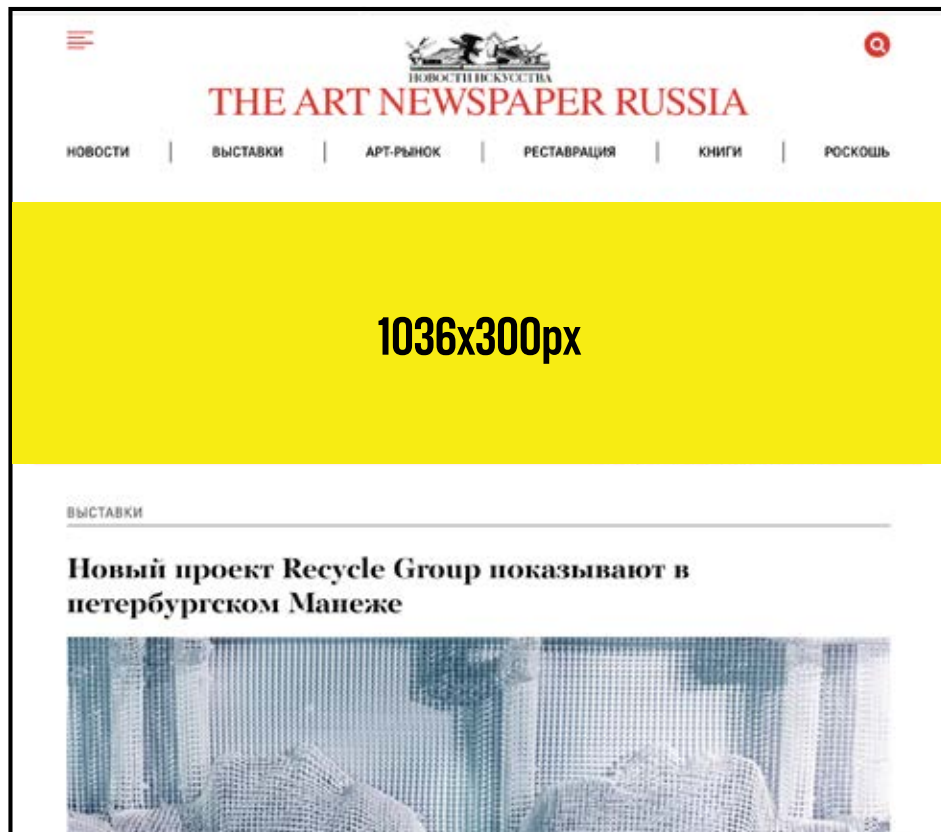 НОВОСТИ ИСКУССТВА
THE ART NEWSPAPER RUSSIA
НОВОСТИ | ВЫСТАВКИ | АРТ-РЫНОК | РЕСТАВРАЦИЯ | КНИГИ | РОСКОШЬ
1036x300px
ВЫСТАВКИ
Новый проект Recycle Group показывают в
петербургском Манеже